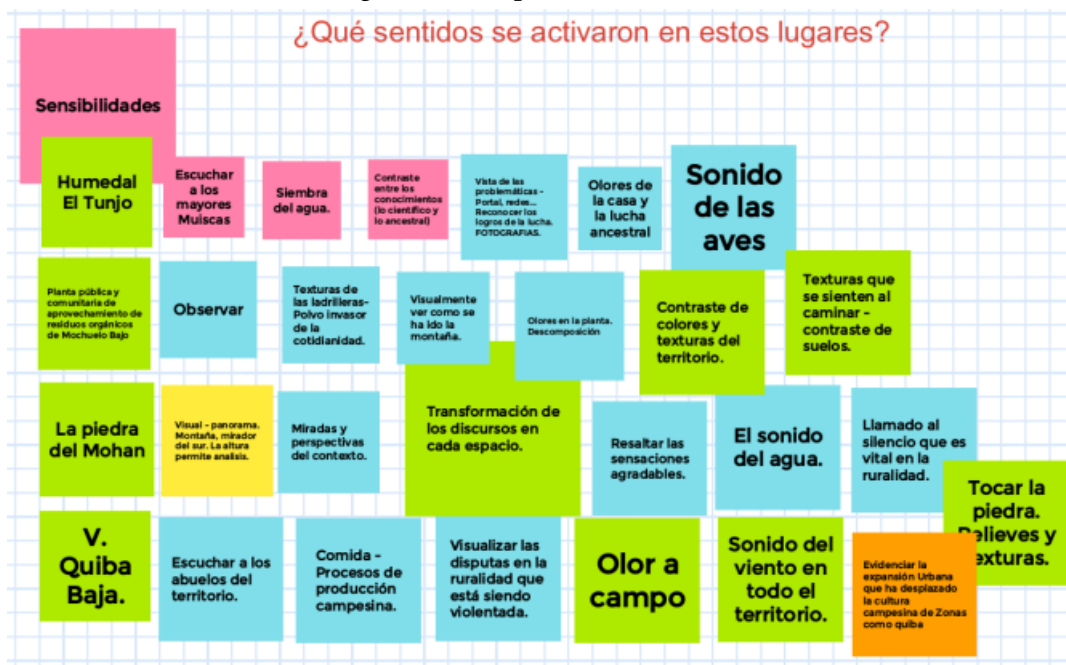 ¿Qué sentidos se activaron en estos lugares?
Sensibilidades
Humedal
El Tunjo
Escuchar
a los
mayores
Muiscas
Siembra
del agua.
Contraste
entre los
conocimientos
(lo científico y
lo ancestral)
Vista de las
problemáticas -
Portal, redes...
Reconocer los
logros de la lucha.
FOTOGRAFIAS.
Olores de
la casa y
la lucha
ancestral
Sonido
de las
aves
Planta pública y
comunitaria de
aprovechamiento de
residuos orgánicos
de Mochuelo Bajo
Observar
Texturas de
las ladrilleras-
Polvo invasor
de la
cotidianidad.
Visualmente
ver como se
ha ido la
montaña.
Olores en la planta.
Descomposición
Contraste de
colores y
texturas del
territorio.
Texturas que
se sienten al
caminar -
contraste de
suelos.
La piedra
del Mohan
Visual - panorama.
Montaña, mirador
del sur. La altura
permite analisis.
Miradas y
perspectivas
del contexto.
Transformación de
los discursos en
cada espacio.
Resaltar las
sensaciones
agradables.
El sonido
del agua.
Llamado al
silencio que es
vital en la
ruralidad.
Tocar la
piedra.
Relieves y
texturas.
V.
Quiba
Baja.
Escuchar a los
abuelos del
territorio.
Comida -
Procesos de
producción
campesina.
Visualizar las
disputas en la
ruralidad que
está siendo
violentada.
Olor a
campo
Sonido del
viento en
todo el
territorio.
Evidenciar la
expansión Urbana
que ha desplazado
la cultura
campesina de Zonas
como quiba